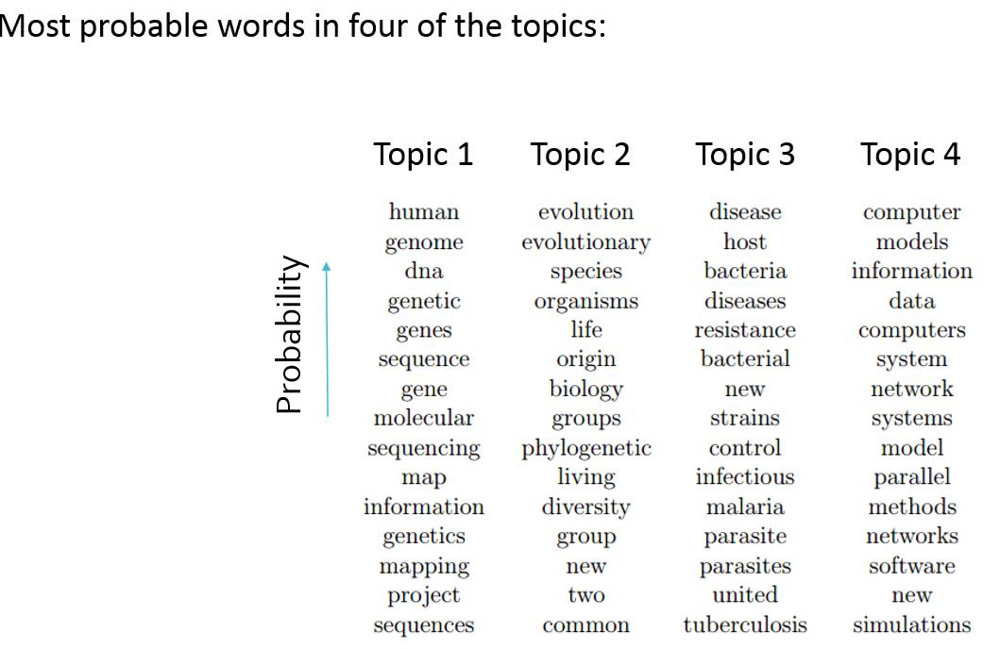 Most probable words in four of the topics:
Topic 1 Topic 2 Topic 3 Topic 4
human evolution disease computer
genome evolutionary host models
dna species bacteria information
genetic organisms diseases data
genes life resistance computers
sequence origin bacterial system
gene biology new network
molecular groups strains systems
sequencing phylogenetic control model
map living infectious parallel
information diversity malaria methods
genetics group parasite networks
mapping new parasites software
project two united new
sequences common tuberculosis simulations
Probability